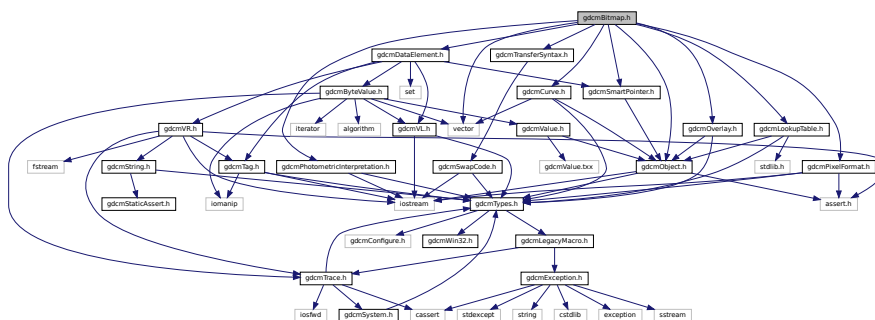 gdcmBitmap.h
gdcmDataElement.h gdcmTransferSyntax.h
gdcmByteValue.h set gdcmCurve.h gdcmSmartPointer.h
gdcmVR.h iterator algorithm gdcmVL.h vector gdcmValue.h gdcmOverlay.h gdcmLookupTable.h
fstream gdcmString.h gdcmTag.h gdcmPhotometricInterpretation.h gdcmSwapCode.h gdcmValue.txx gdcmObject.h stdlib.h gdcmPixelFormat.h
gdcmStaticAssert.h iomanip iostream gdcmTypes.h assert.h
gdcmConfigure.h gdcmWin32.h gdcmLegacyMacro.h
gdcmTrace.h gdcmException.h
iosfwd gdcmSystem.h cassert stdexcept string cstdlib exception sstream